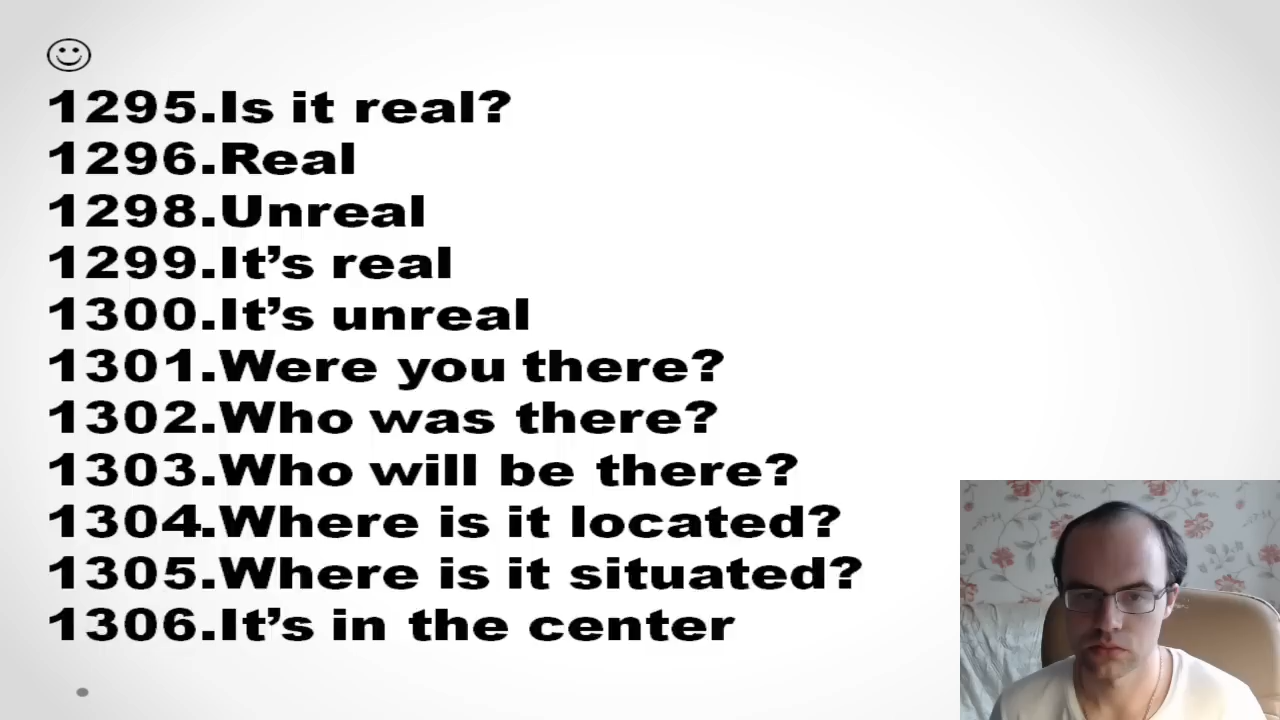 1295.Is it real?
1296.Real
1298.Unreal
1299.It’s real
1300.It’s unreal
1301.Were you there?
1302.Who was there?
1303.Who will be there?
1304.Where is it located?
1305.Where is it situated?
1306.It’s in the center